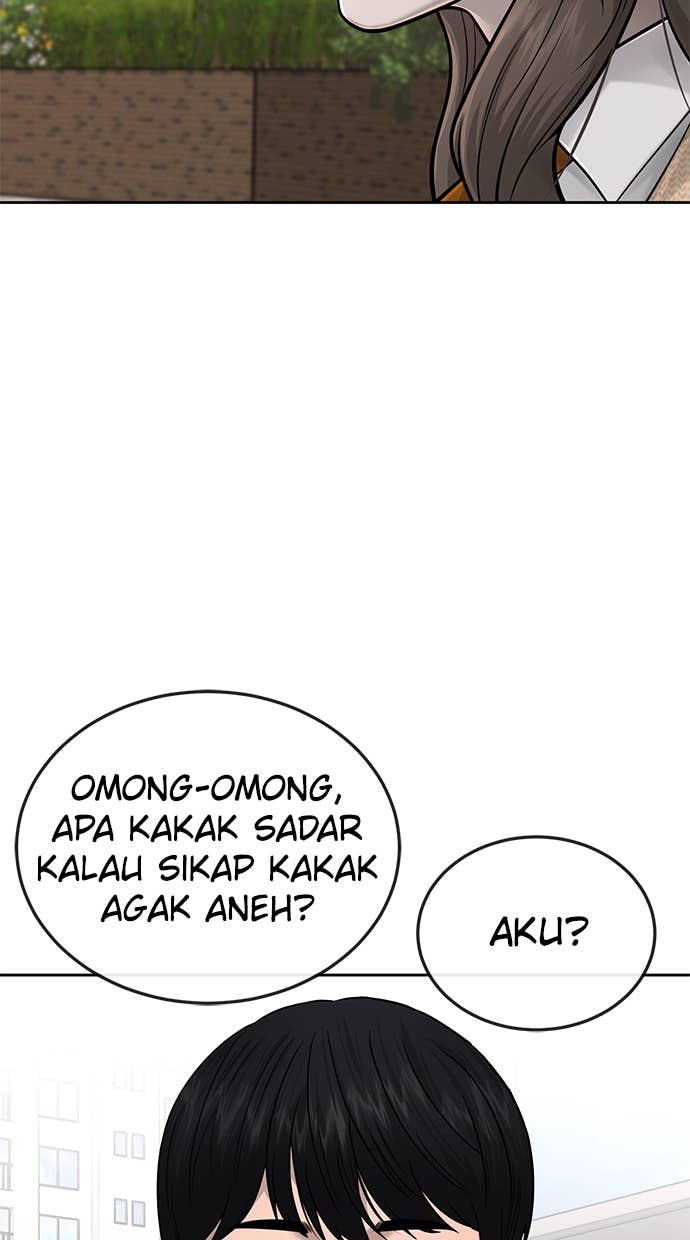 OMONG-OMONG,
APA KAKAK SADAR
KALAU SIKAP KAKAK
AGAK ANEH?
AKU?